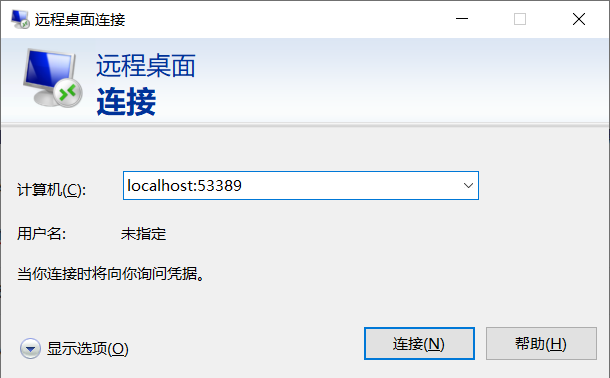 远程桌面连接
远程桌面
连接
计算机(C):
localhost:53389
用户名:
未指定
当你连接时将向你询问凭据。
显示选项(O)
连接(N)
帮助(H)